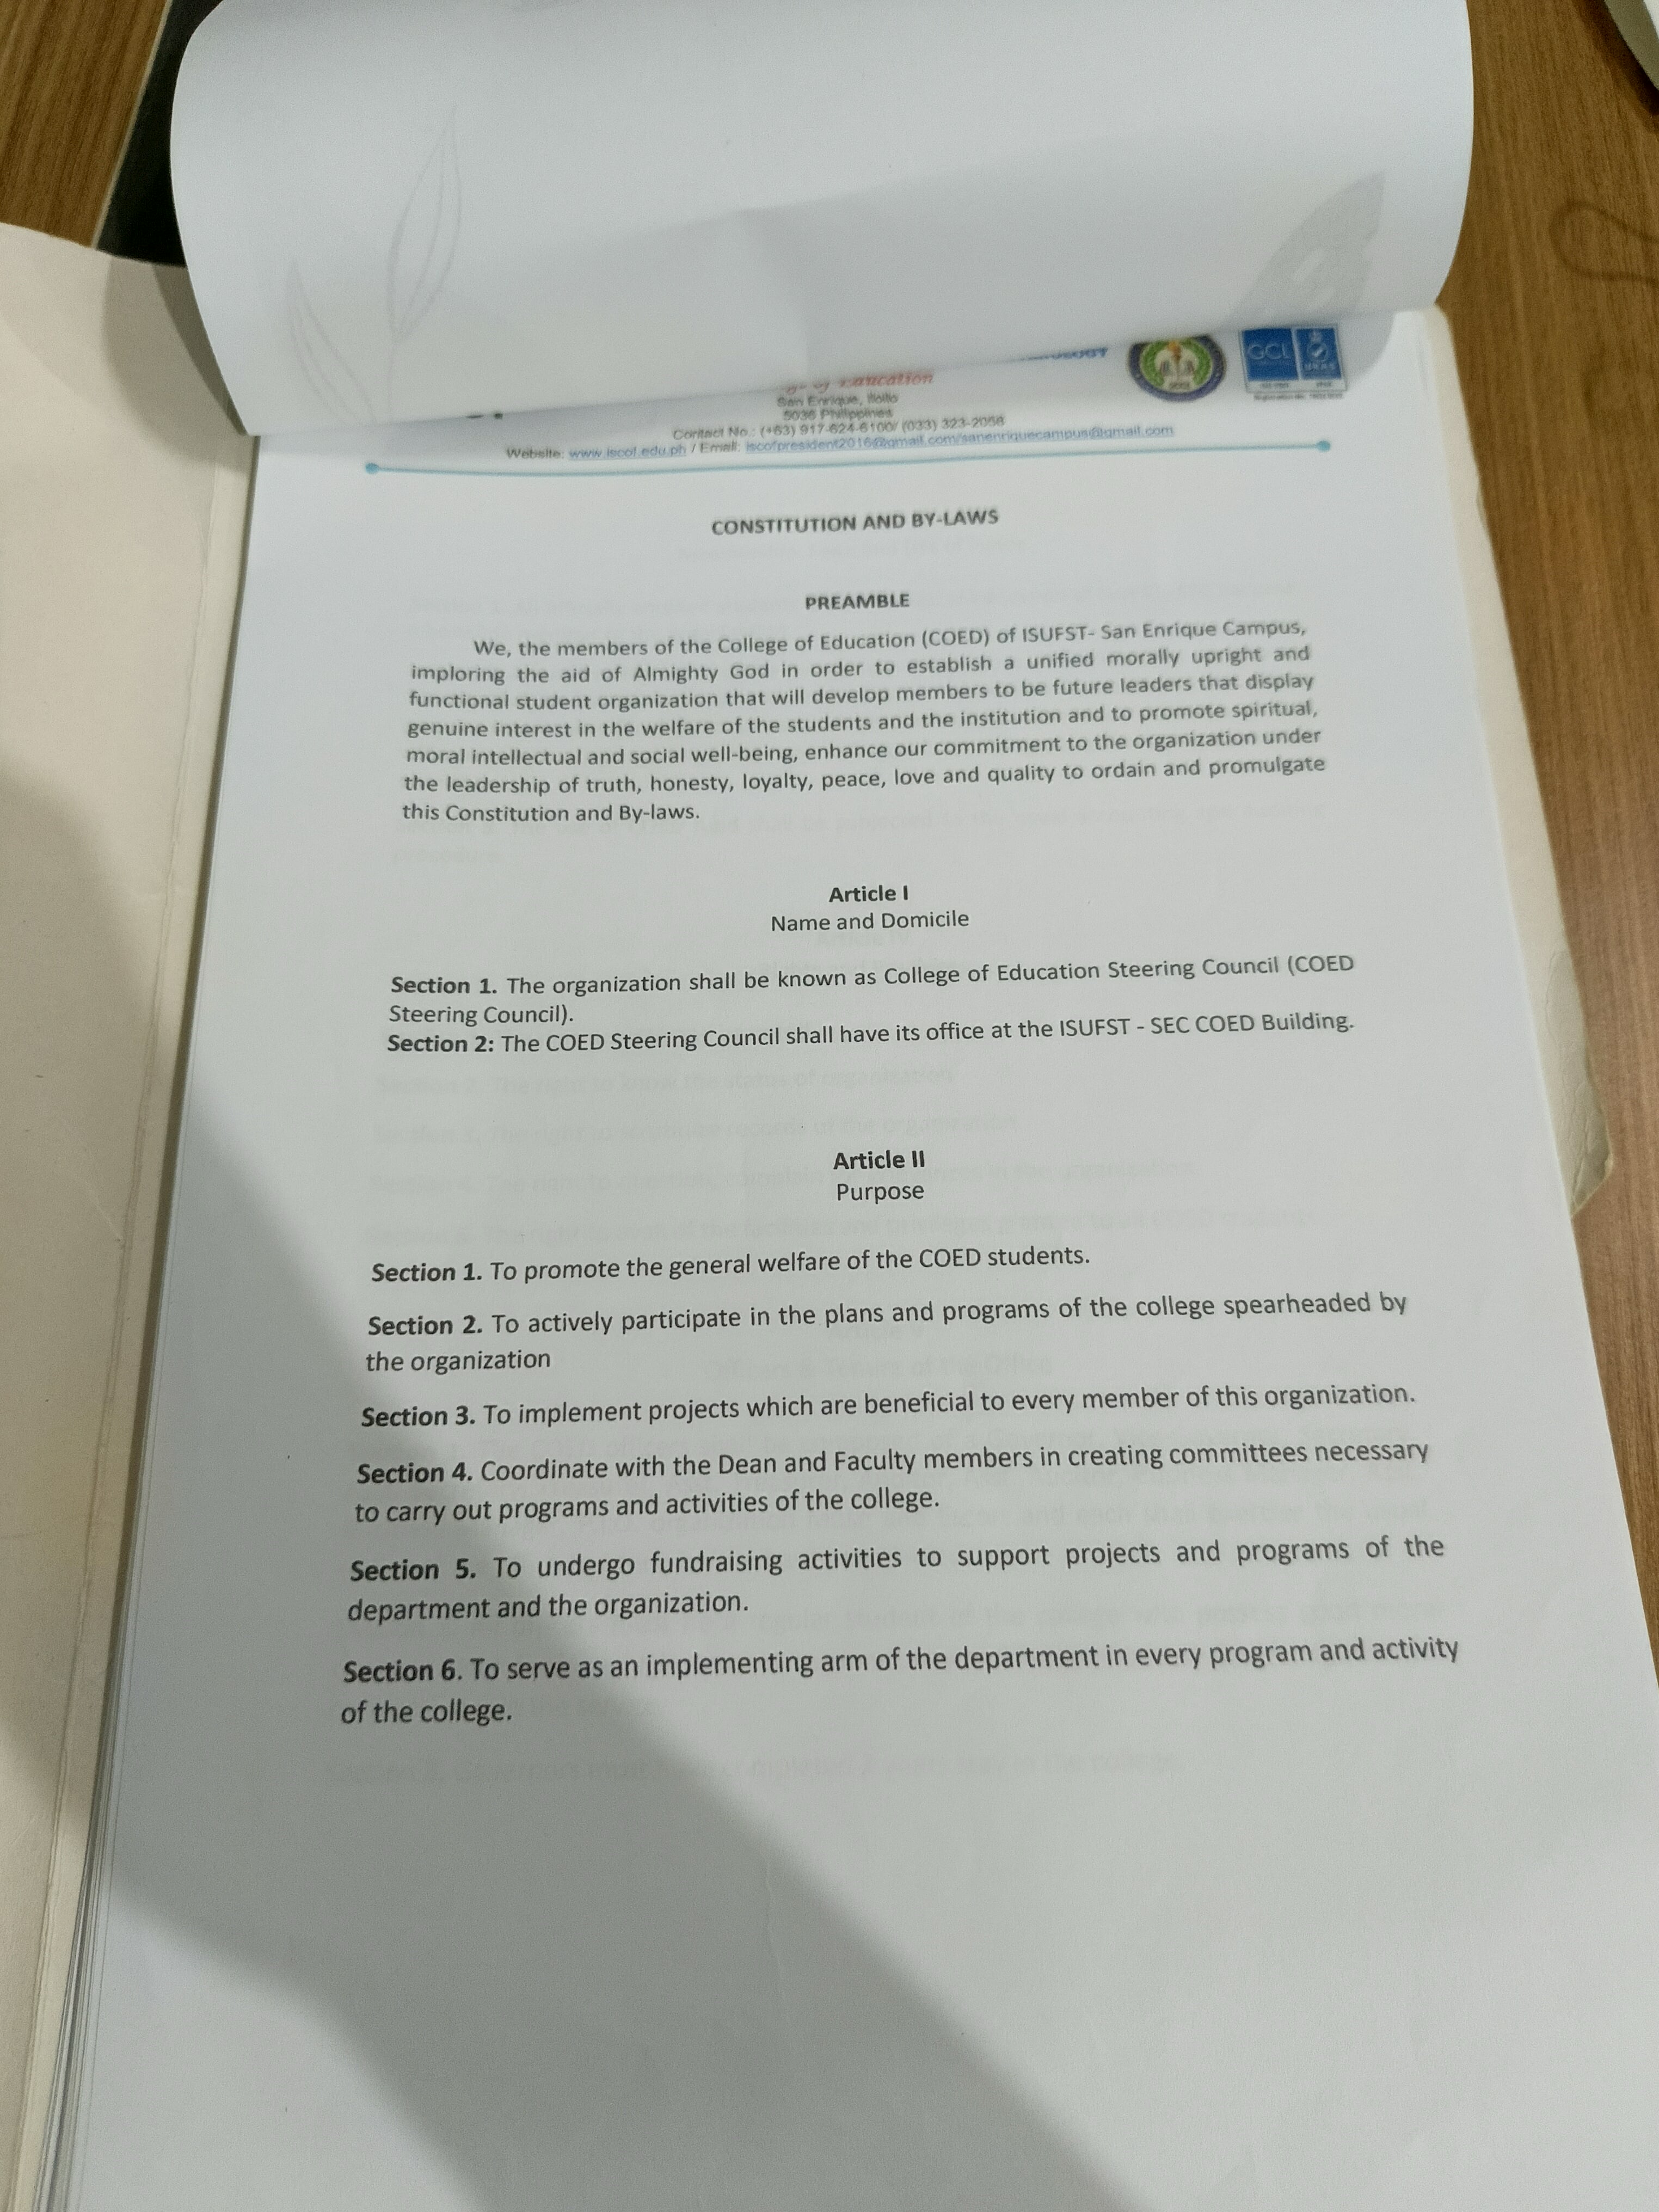 Education
San Enrique, Iloilo
5036 Philippines
Contact No.: (+63) 917-624-6100/ (033) 323-2068
Website: www.iscof.edu.ph / Email: iscofpresident2016@gmail.com/sanenriquecampus@gmail.com
GCL
CONSTITUTION AND BY-LAWS
PREAMBLE
We, the members of the College of Education (COED) of ISUFST- San Enrique Campus,
imploring the aid of Almighty God in order to establish a unified morally upright and
functional student organization that will develop members to be future leaders that display
genuine interest in the welfare of the students and the institution and to promote spiritual,
moral intellectual and social well-being, enhance our commitment to the organization under
the leadership of truth, honesty, loyalty, peace, love and quality to ordain and promulgate
this Constitution and By-laws.
Article I
Name and Domicile
Section 1. The organization shall be known as College of Education Steering Council (COED
Steering Council).
Section 2: The COED Steering Council shall have its office at the ISUFST - SEC COED Building.
Article II
Purpose
Section 1. To promote the general welfare of the COED students.
Section 2. To actively participate in the plans and programs of the college spearheaded by
the organization
Section 3. To implement projects which are beneficial to every member of this organization.
Section 4. Coordinate with the Dean and Faculty members in creating committees necessary
to carry out programs and activities of the college.
Section 5. To undergo fundraising activities to support projects and programs of the
department and the organization.
Section 6. To serve as an implementing arm of the department in every program and activity
of the college.